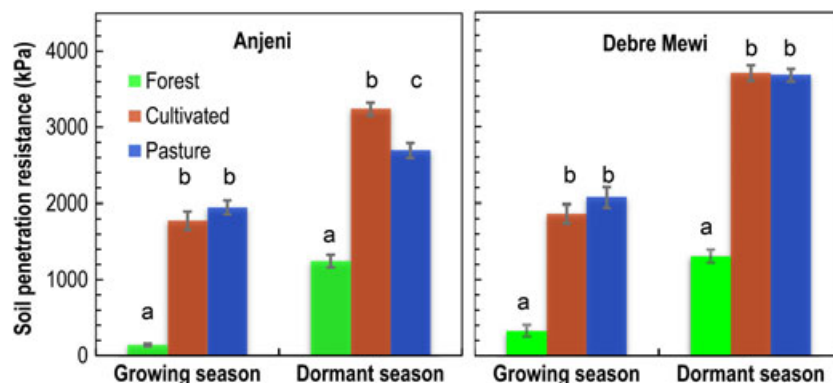 Soil penetration resistance (kPa)
4000
3000
2000
1000
0
Anjeni
Forest
Cultivated
Pasture
a
b
b
a
b
c
Growing season
Dormant season
Debre Mewi
a
b
b
a
b
b
Growing season
Dormant season